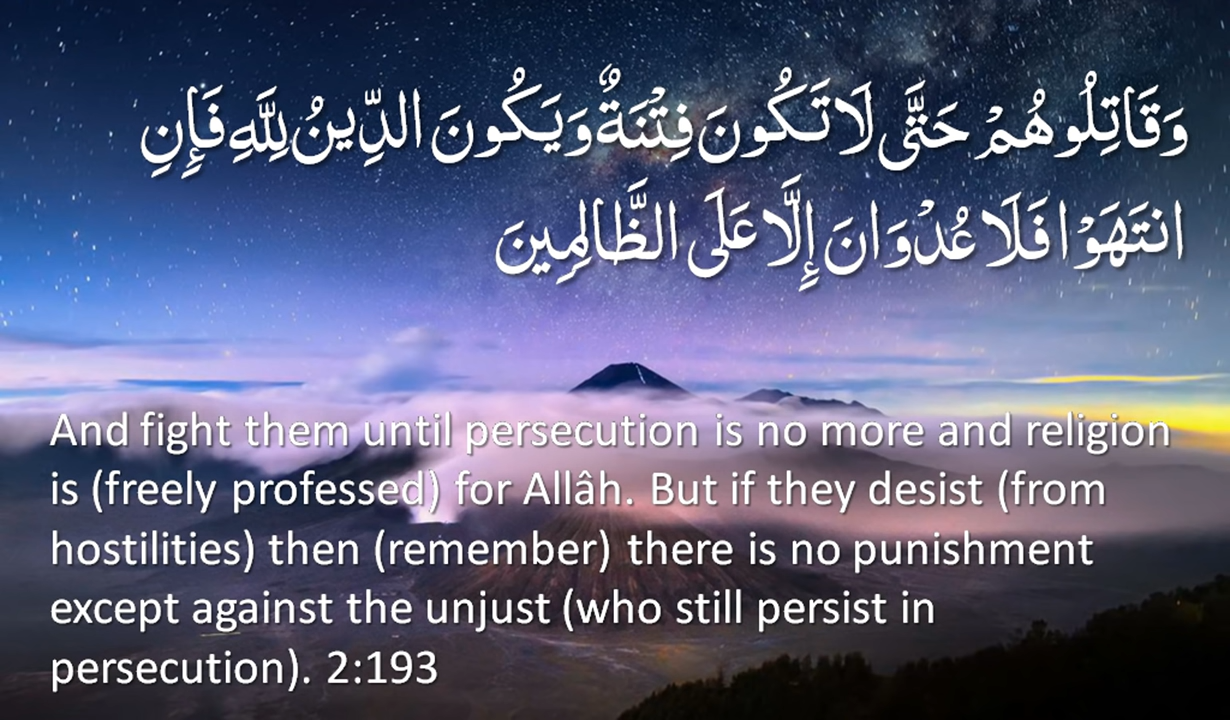 وَقَاتِلُوهُمْ حَتَّى لَا تَكُونَ فِتْنَةٌ وَيَكُونَ الدِّينُ لِلَّهِ فَإِنِ
انتَهَوْا فَلَا عُدْوَانَ إِلَّا عَلَى الظَّالِمِينَ
And fight them until persecution is no more and religion
is (freely professed) for Allâh. But if they desist (from
hostilities) then (remember) there is no punishment
except against the unjust (who still persist in
persecution). 2:193